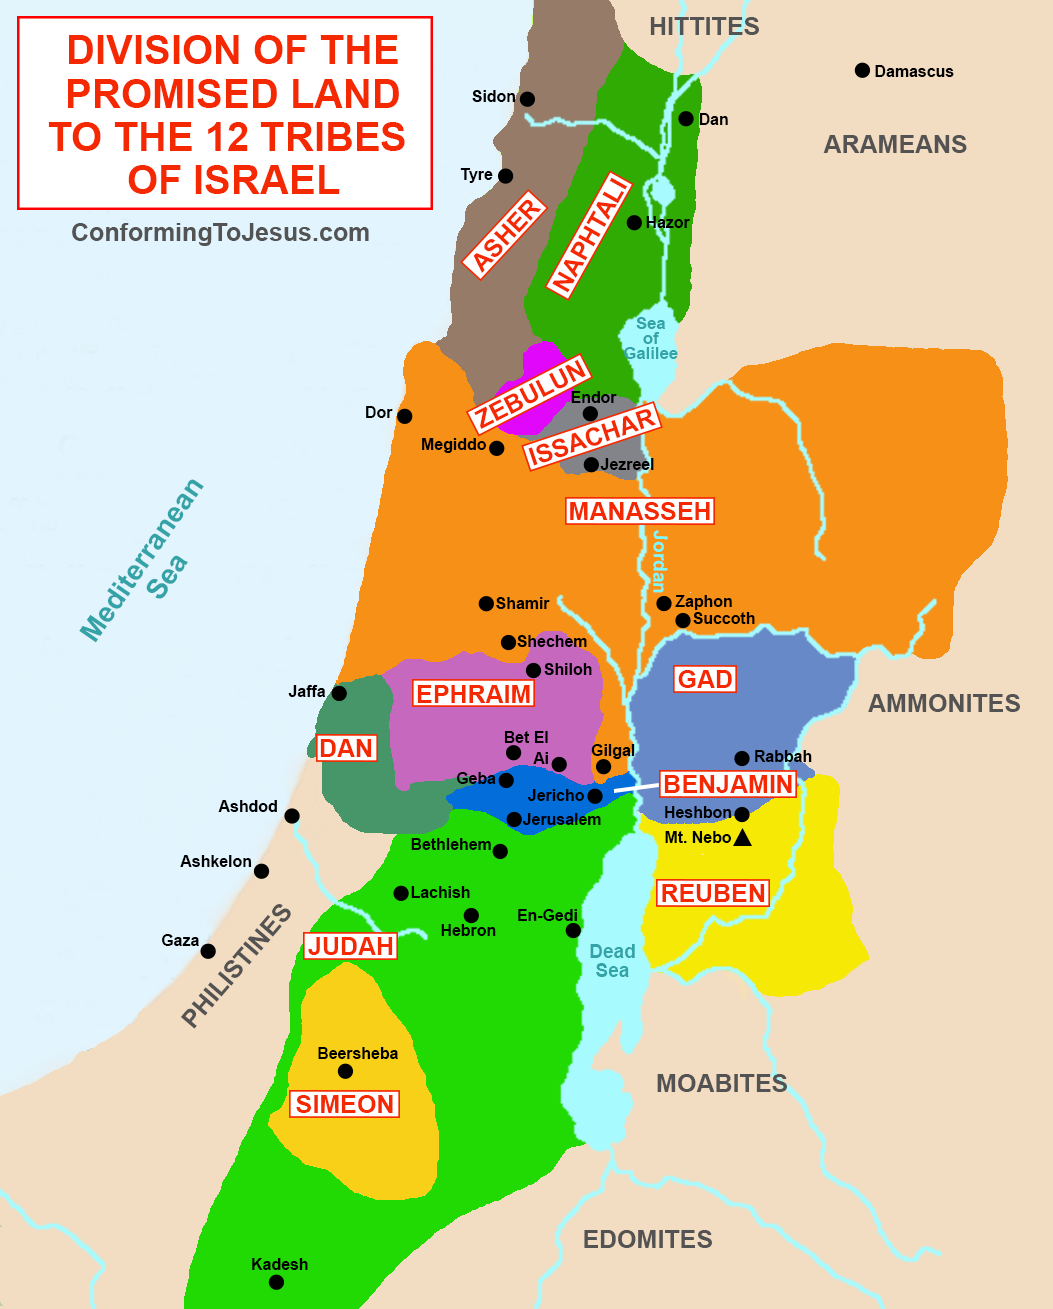 DIVISION OF THE
PROMISED LAND
TO THE 12 TRIBES
OF ISRAEL
ConformingToJesus.com
HITTITES
Damascus
Sidon
Dan
ARAMEANS
Tyre
ASHER
NAPHTALI
Hazor
Sea
of
Galilee
ZEBULUN
Endor
Dor
ISSACHAR
Megiddo
Jezreel
MANASSEH
Mediterranean
Sea
Jordan
Shamir
Zaphon
Succoth
Shechem
Shiloh
GAD
Jaffa
EPHRAIM
AMMONITES
DAN
Bet El
Ai
Gilgal
Rabbah
Geba
BENJAMIN
Jericho
Ashdod
Jerusalem
Heshbon
Mt. Nebo
Bethlehem
Ashkelon
Lachish
REUBEN
Hebron
En-Gedi
Gaza
PHILISTINES
JUDAH
Dead
Sea
Beersheba
MOABITES
SIMEON
EDOMITES
Kadesh